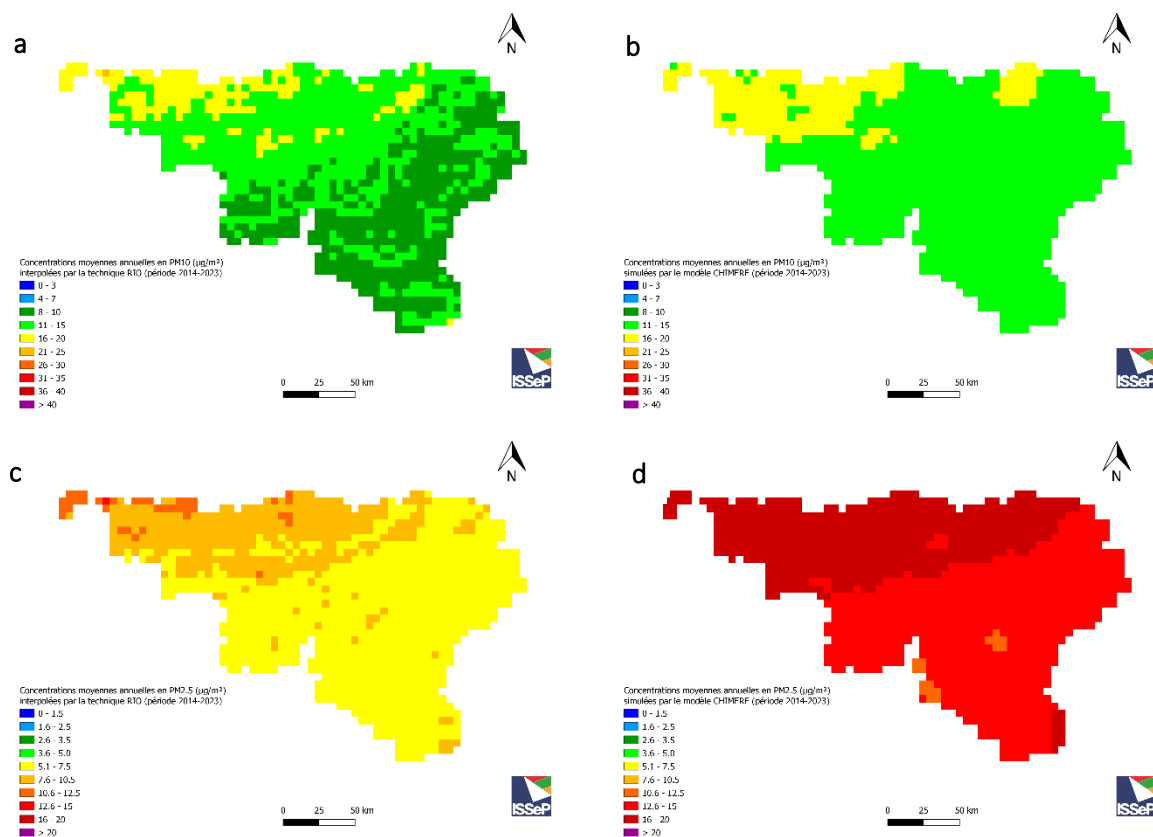 a
N
Concentrations moyennes annuelles en PM10 (µg/m³)
interpolées par la technique RIO (période 2014-2023)
0 - 3
4 - 7
8 - 10
11 - 15
16 - 20
21 - 25
26 - 30
31 - 35
36 - 40
> 40
0 25 50 km
ISSeP
b
N
Concentrations moyennes annuelles en PM10 (µg/m³)
simulées par le modèle CHIMERE (période 2014-2023)
0 - 3
4 - 7
8 - 10
11 - 15
16 - 20
21 - 25
26 - 30
31 - 35
36 - 40
> 40
0 25 50 km
ISSeP
c
N
Concentrations moyennes annuelles en PM2.5 (µg/m³)
interpolées par la technique RIO (période 2014-2023)
0 - 1.5
1.6 - 2.5
2.6 - 3.5
3.6 - 5.0
5.1 - 7.5
7.6 - 10.5
10.6 - 12.5
12.6 - 15
16 - 20
> 20
0 25 50 km
ISSeP
d
N
Concentrations moyennes annuelles en PM2.5 (µg/m³)
simulées par le modèle CHIMERE (période 2014-2023)
0 - 1.5
1.6 - 2.5
2.6 - 3.5
3.6 - 5.0
5.1 - 7.5
7.6 - 10.5
10.6 - 12.5
12.6 - 15
16 - 20
> 20
0 25 50 km
ISSeP